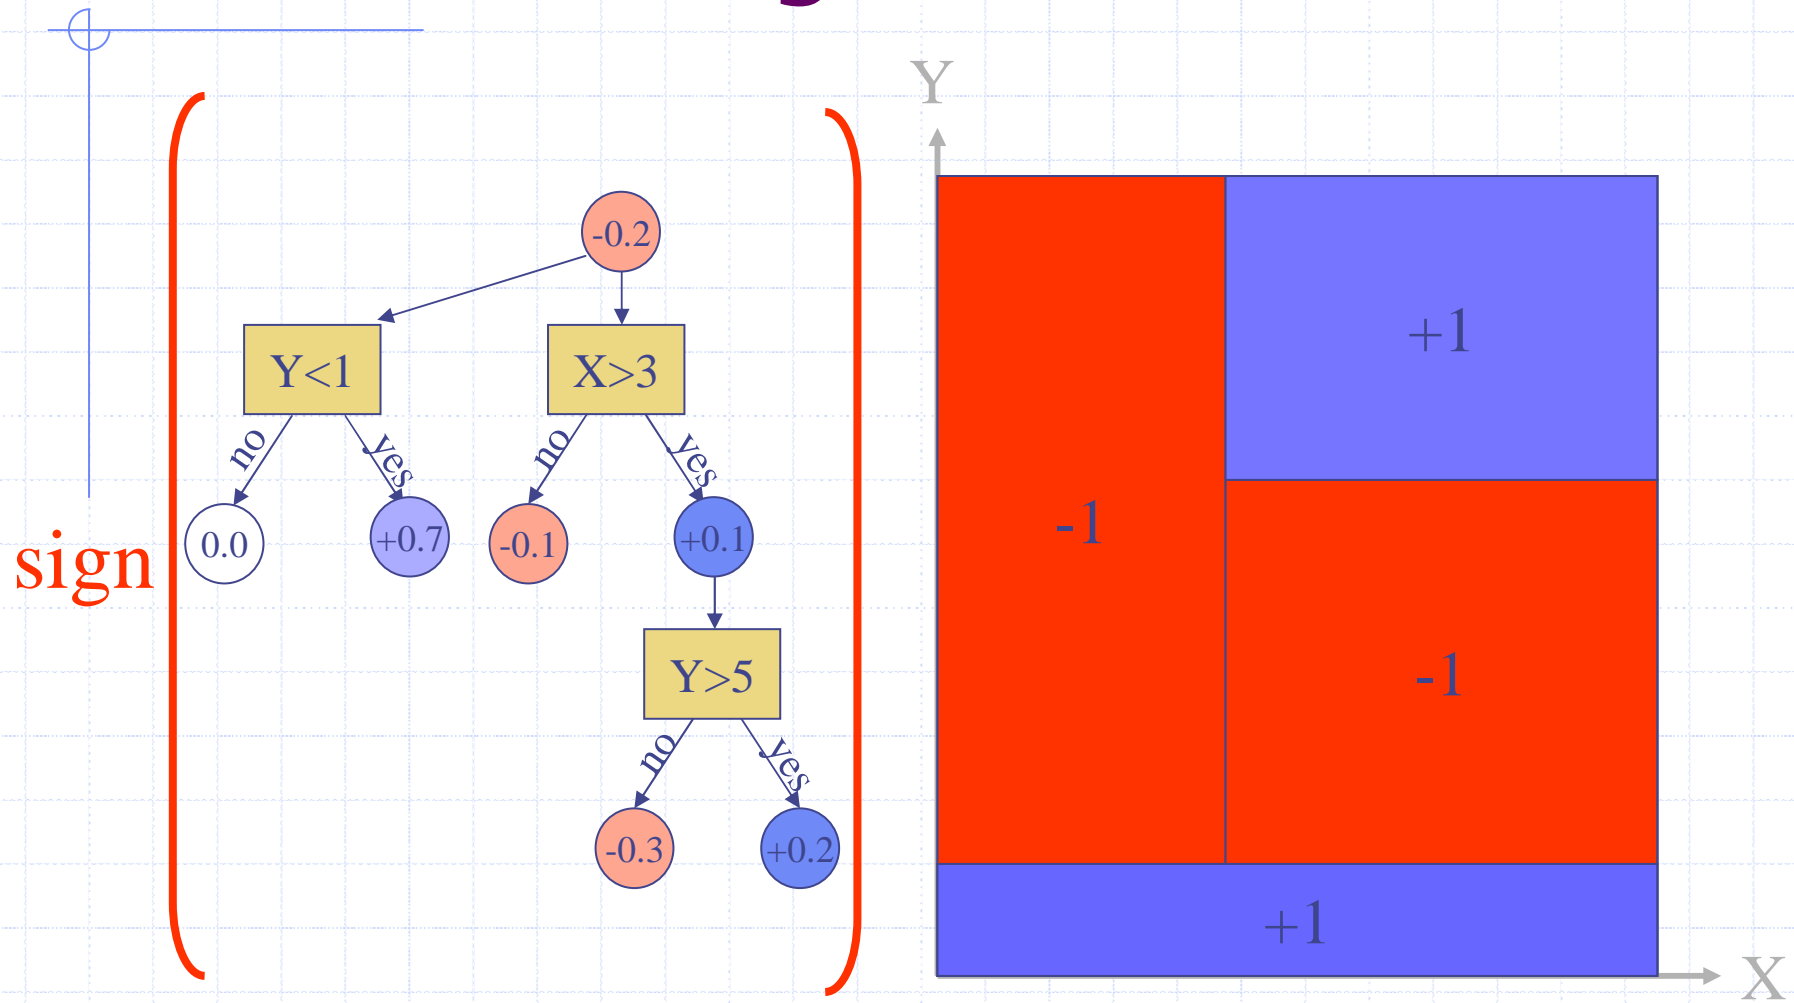 Y
-0.2
+1
Y<1
X>3
no
yes
no
yes
-1
0.0
+0.7
-0.1
+0.1
sign
Y>5
-1
no
yes
-0.3
+0.2
+1
X